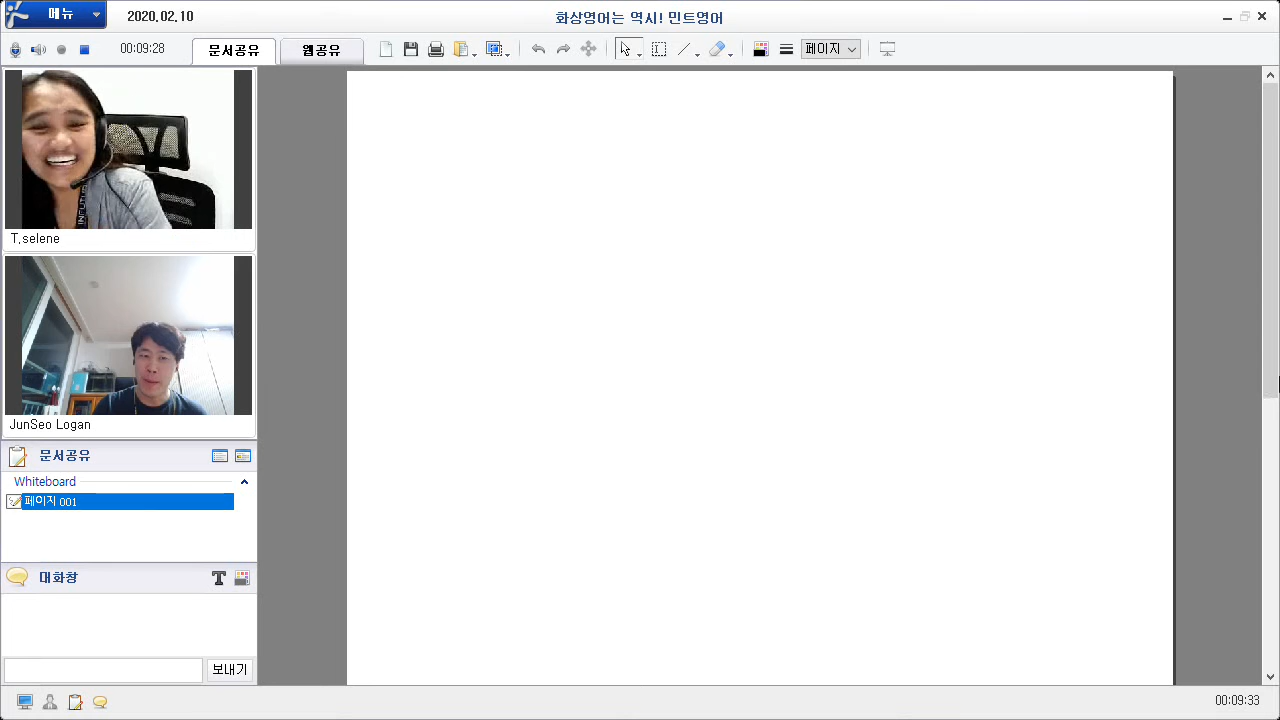 메뉴
2020.02.10
화상영어는 역시! 민트영어
00:09:28
문서공유
웹공유
페이지
T.selene
JunSeo Logan
문서공유
Whiteboard
페이지 001
대화창
T
보내기
00:09:33